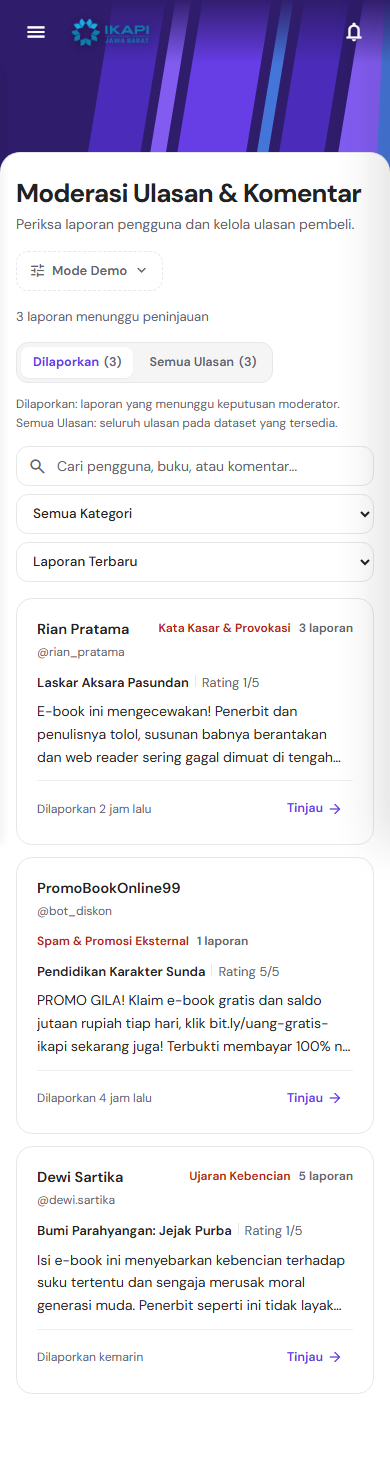 IKAPI
JAWA BARAT
Moderasi Ulasan & Komentar
Periksa laporan pengguna dan kelola ulasan pembeli.
Mode Demo
3 laporan menunggu peninjauan
Dilaporkan (3) Semua Ulasan (3)
Dilaporkan: laporan yang menunggu keputusan moderator.
Semua Ulasan: seluruh ulasan pada dataset yang tersedia.
Cari pengguna, buku, atau komentar...
Semua Kategori
Laporan Terbaru
Rian Pratama Kata Kasar & Provokasi 3 laporan
@rian_pratama
Laskar Aksara Pasundan Rating 1/5
E-book ini mengecewakan! Penerbit dan
penulisnya tolol, susunan babnya berantakan
dan web reader sering gagal dimuat di tengah…
Dilaporkan 2 jam lalu Tinjau →
PromoBookOnline99
@bot_diskon
Spam & Promosi Eksternal 1 laporan
Pendidikan Karakter Sunda Rating 5/5
PROMO GILA! Klaim e-book gratis dan saldo
jutaan rupiah tiap hari, klik bit.ly/uang-gratis-
ikapi sekarang juga! Terbukti membayar 100% n…
Dilaporkan 4 jam lalu Tinjau →
Dewi Sartika Ujaran Kebencian 5 laporan
@dewi.sartika
Bumi Parahyangan: Jejak Purba Rating 1/5
Isi e-book ini menyebarkan kebencian terhadap
suku tertentu dan sengaja merusak moral
generasi muda. Penerbit seperti ini tidak layak…
Dilaporkan kemarin Tinjau →